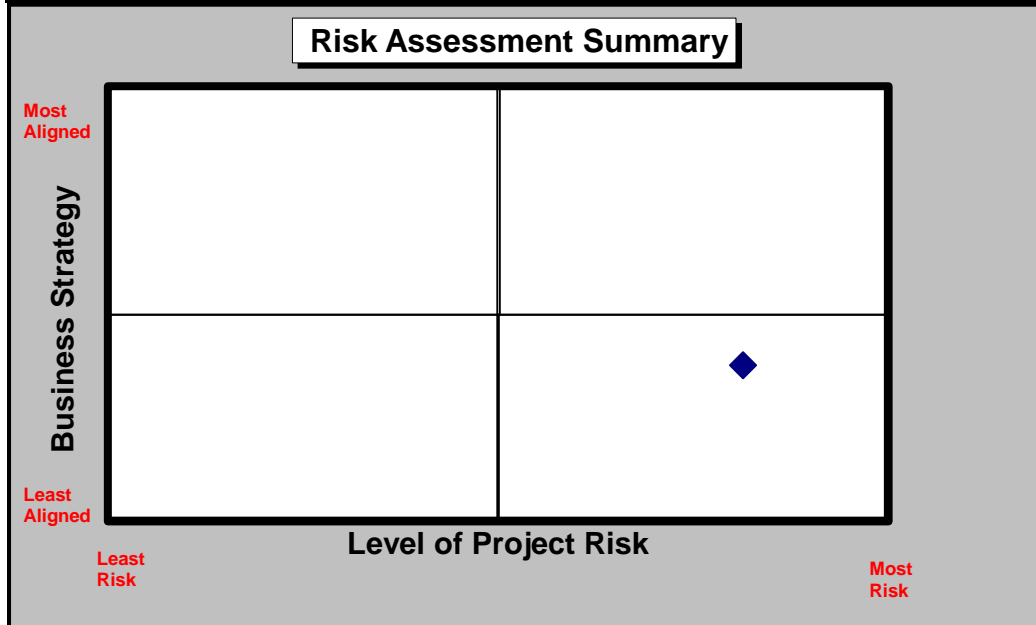 Risk Assessment Summary
Most
Aligned
Business Strategy
Least
Aligned
Level of Project Risk
Least
Risk
Most
Risk